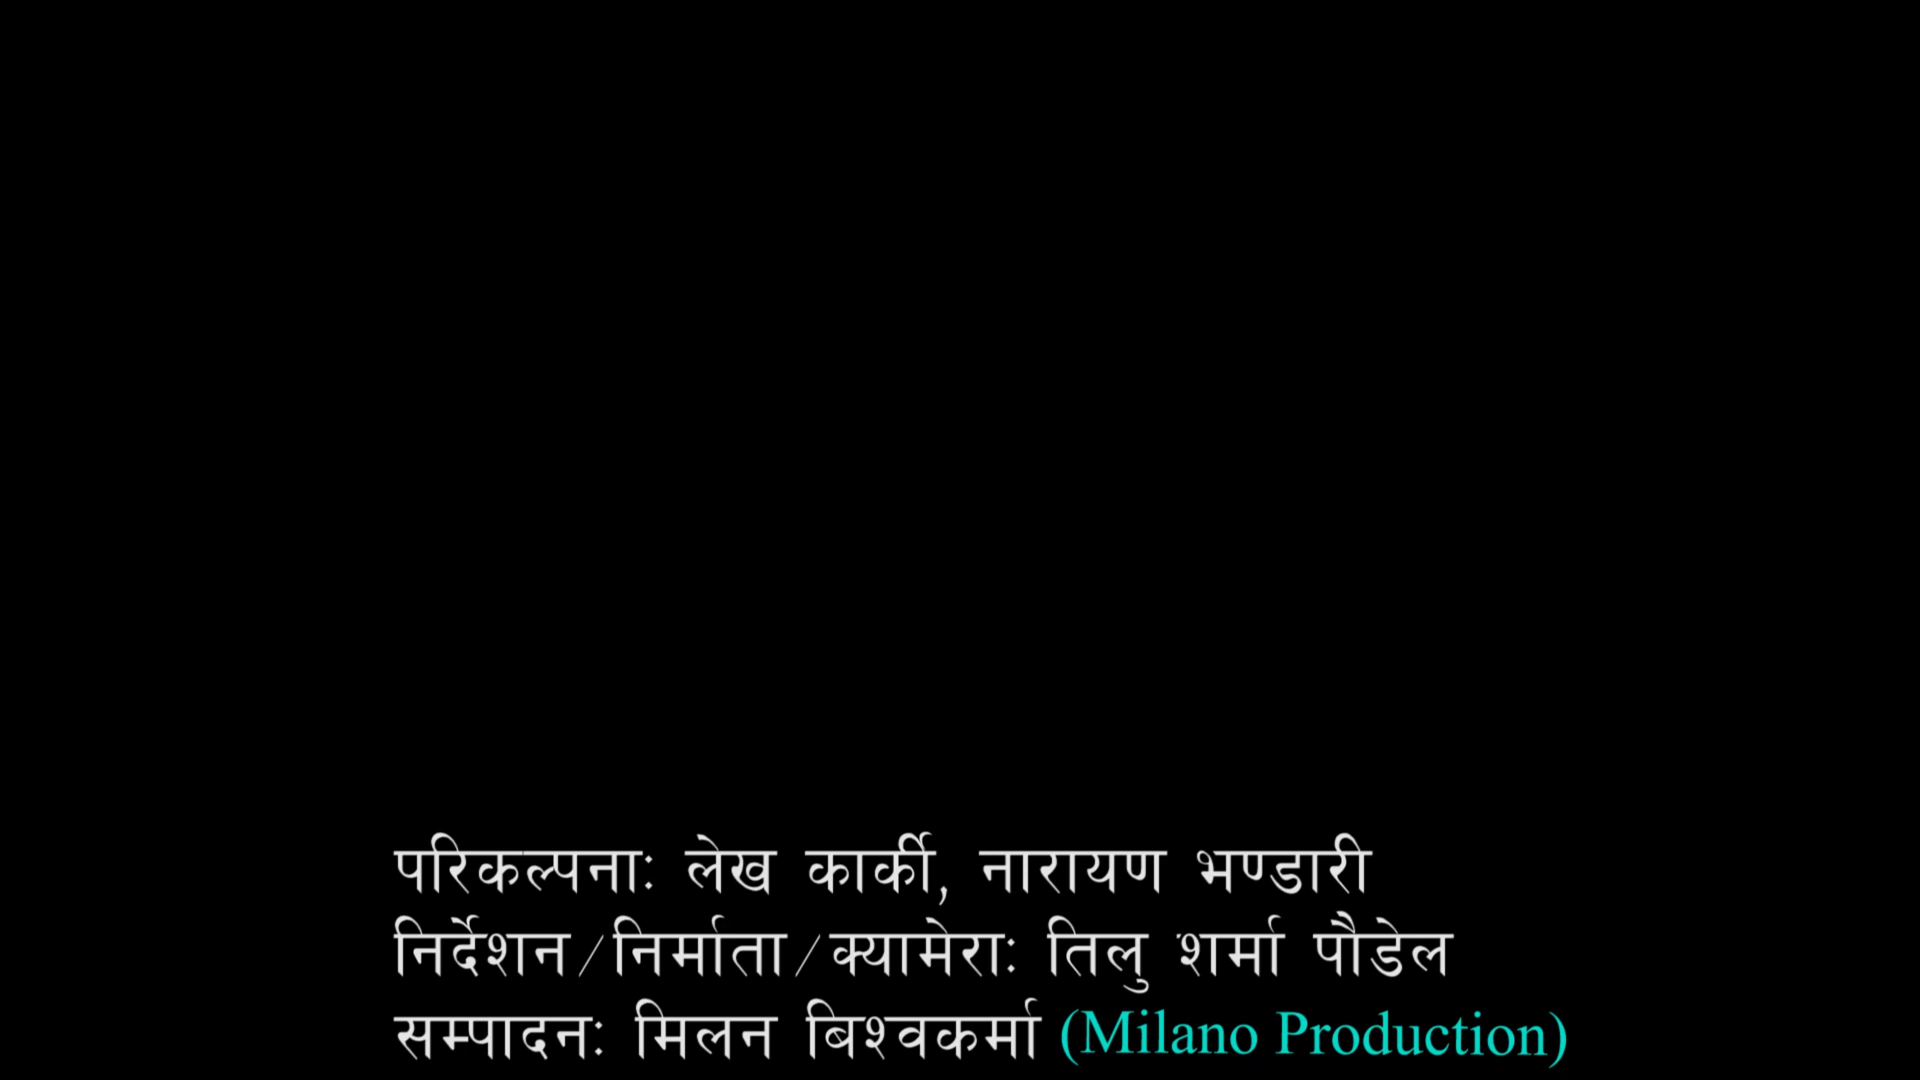 परिकल्पनाः लेख कार्की, नारायण भण्डारी
निर्देशन/निर्माता/क्यामेराः तिलु शर्मा पौडेल
सम्पादनः मिलन बिश्वकर्मा (Milano Production)